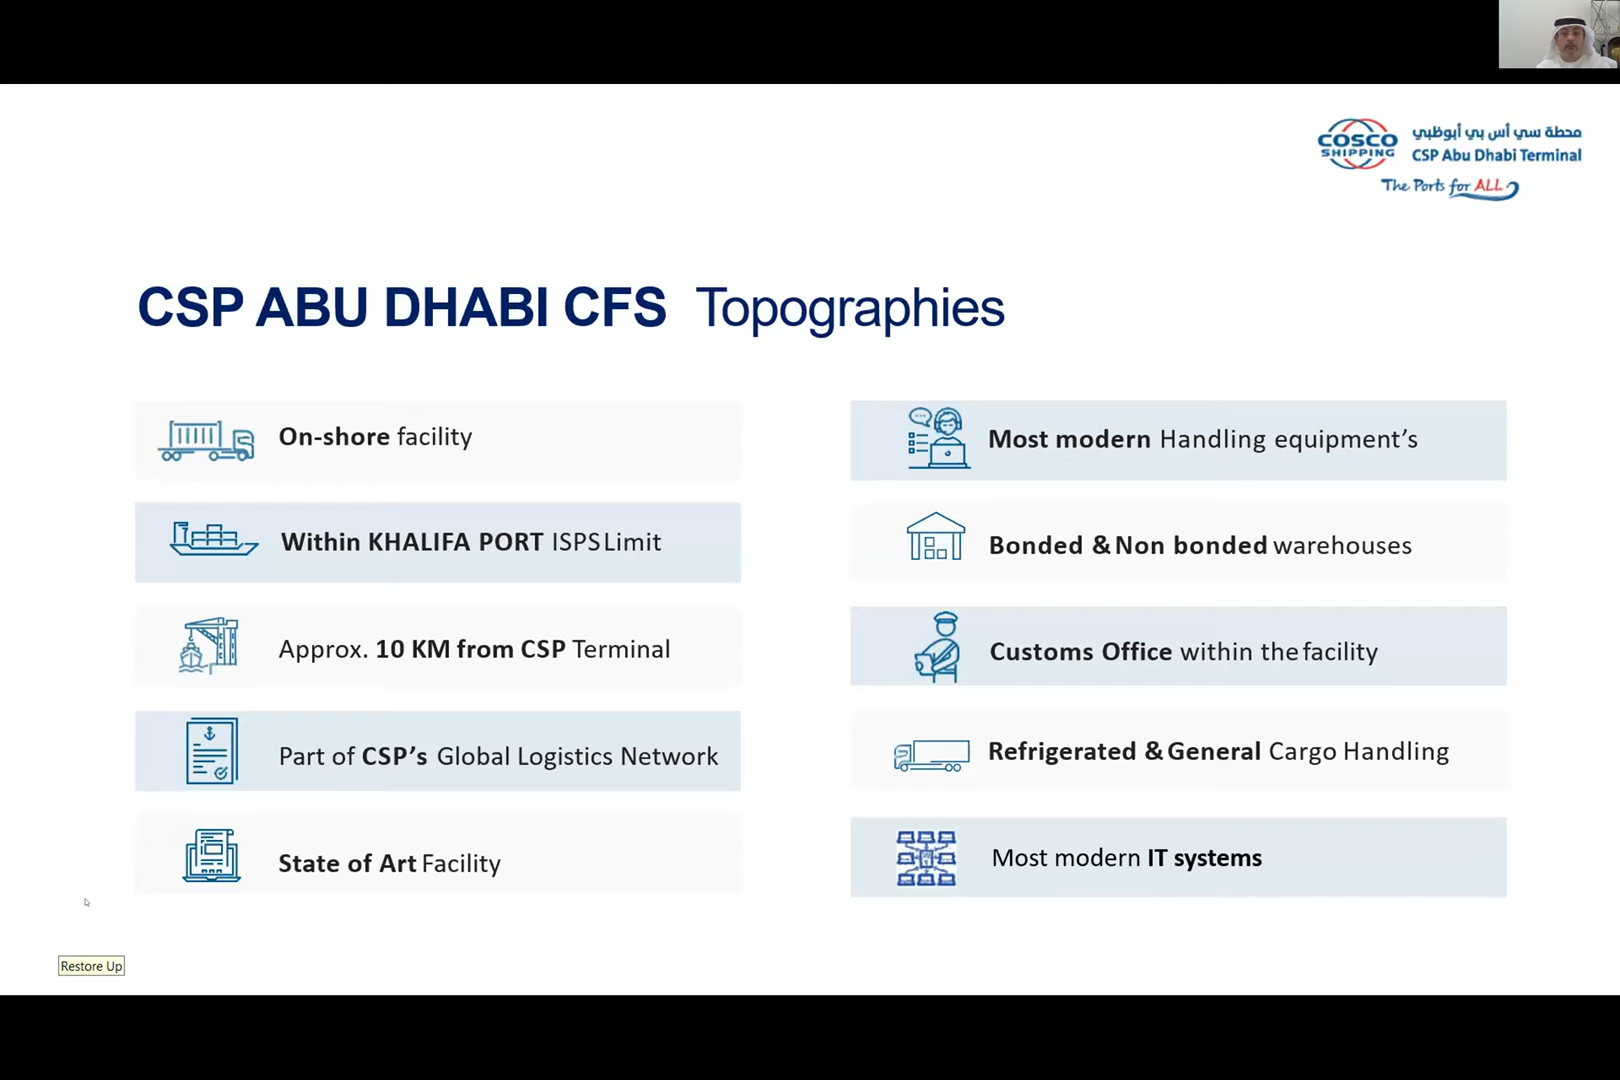 COSCO
SHIPPING
محطة سي أس بي أبوظبي
CSP Abu Dhabi Terminal
The Ports for ALL
CSP ABU DHABI CFS Topographies
On-shore facility
Within KHALIFA PORT ISPS Limit
Approx. 10 KM from CSP Terminal
Part of CSP’s Global Logistics Network
State of Art Facility
Most modern Handling equipment’s
Bonded & Non bonded warehouses
Customs Office within the facility
Refrigerated & General Cargo Handling
Most modern IT systems
Restore Up